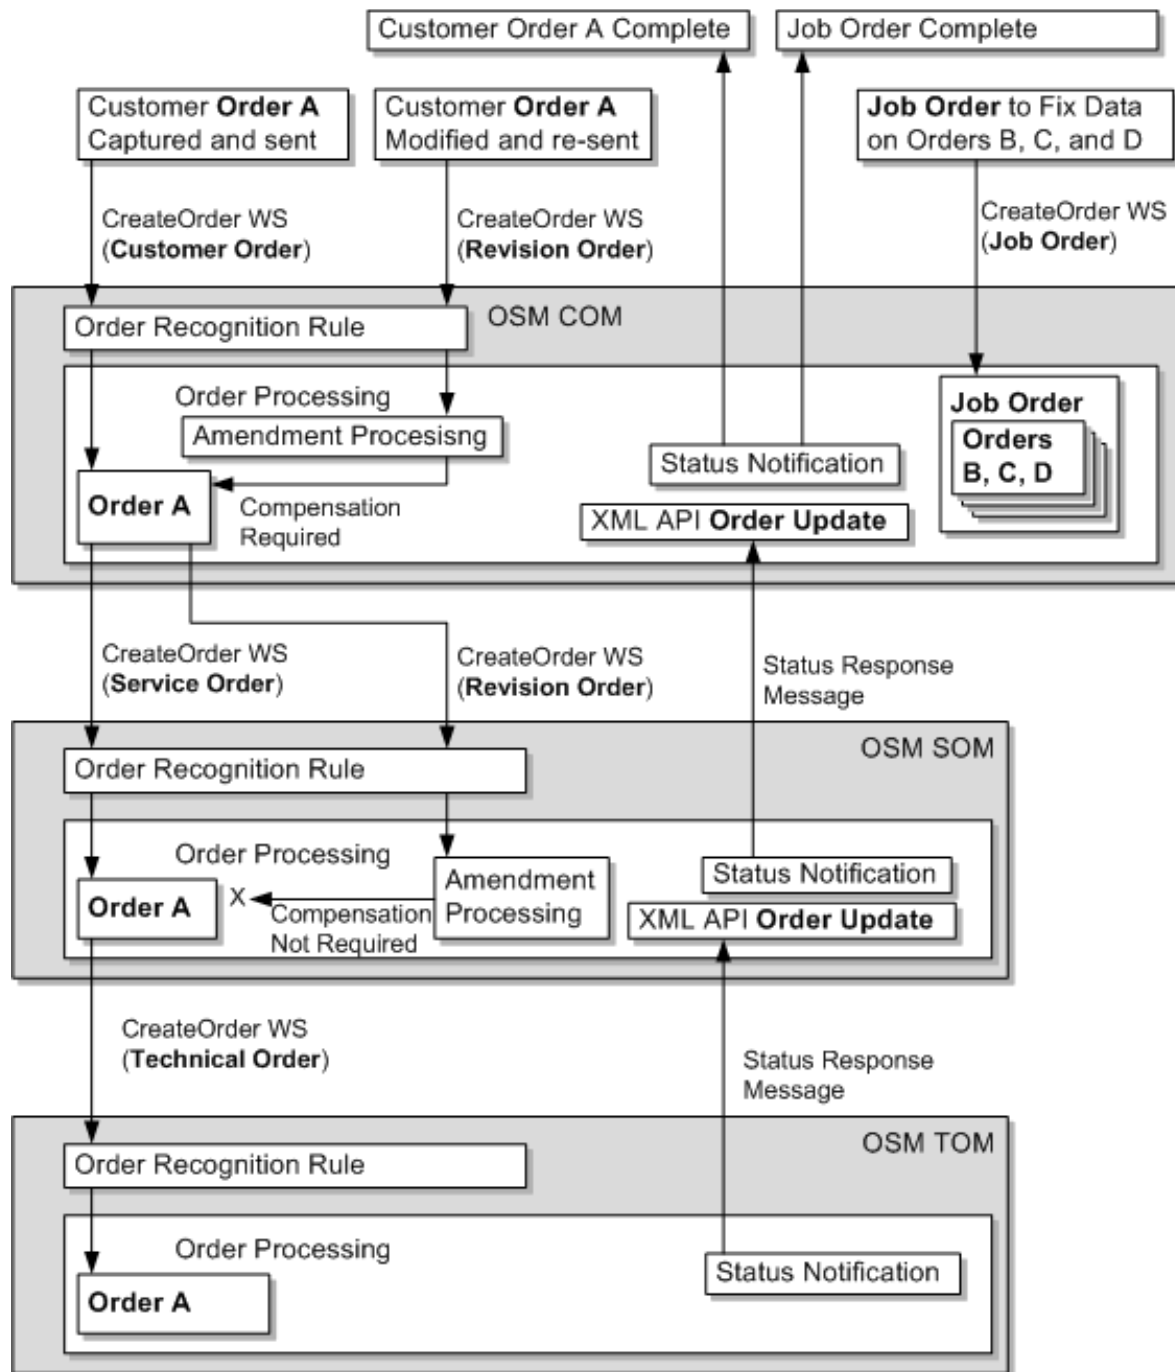 Customer Order A Complete
Job Order Complete
Customer Order A
Captured and sent
Customer Order A
Modified and re-sent
Job Order to Fix Data
on Orders B, C, and D
CreateOrder WS
(Customer Order)
CreateOrder WS
(Revision Order)
CreateOrder WS
(Job Order)
OSM COM
Order Recognition Rule
Order Processing
Amendment Procesisng
Order A
Compensation
Required
Status Notification
XML API Order Update
Job Order
Orders
B, C, D
CreateOrder WS
(Service Order)
CreateOrder WS
(Revision Order)
Status Response
Message
OSM SOM
Order Recognition Rule
Order Processing
Order A
X
Compensation
Not Required
Amendment
Processing
Status Notification
XML API Order Update
CreateOrder WS
(Technical Order)
Status Response
Message
OSM TOM
Order Recognition Rule
Order Processing
Order A
Status Notification